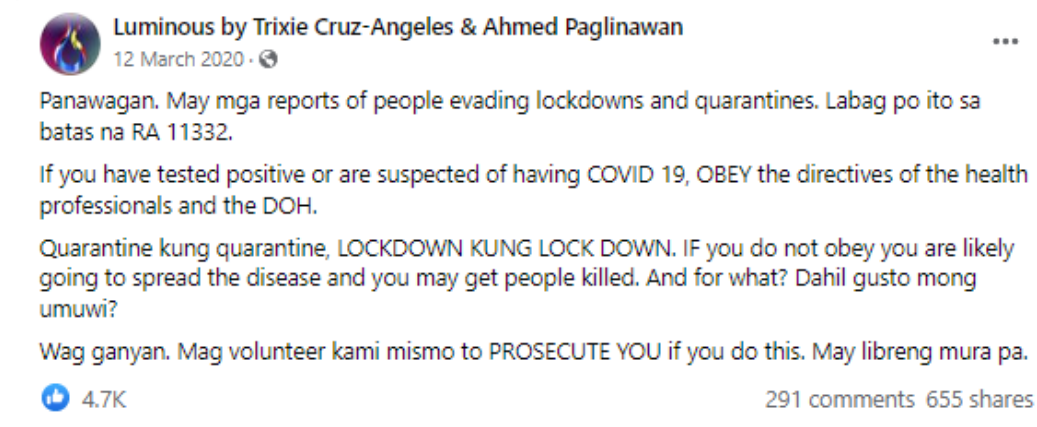 Luminous by Trixie Cruz-Angeles & Ahmed Paglinawan
12 March 2020 ·
Panawagan. May mga reports of people evading lockdowns and quarantines. Labag po ito sa
batas na RA 11332.
If you have tested positive or are suspected of having COVID 19, OBEY the directives of the health
professionals and the DOH.
Quarantine kung quarantine, LOCKDOWN KUNG LOCK DOWN. IF you do not obey you are likely
going to spread the disease and you may get people killed. And for what? Dahil gusto mong
umuwi?
Wag ganyan. Mag volunteer kami mismo to PROSECUTE YOU if you do this. May libreng mura pa.
4.7K 291 comments 655 shares